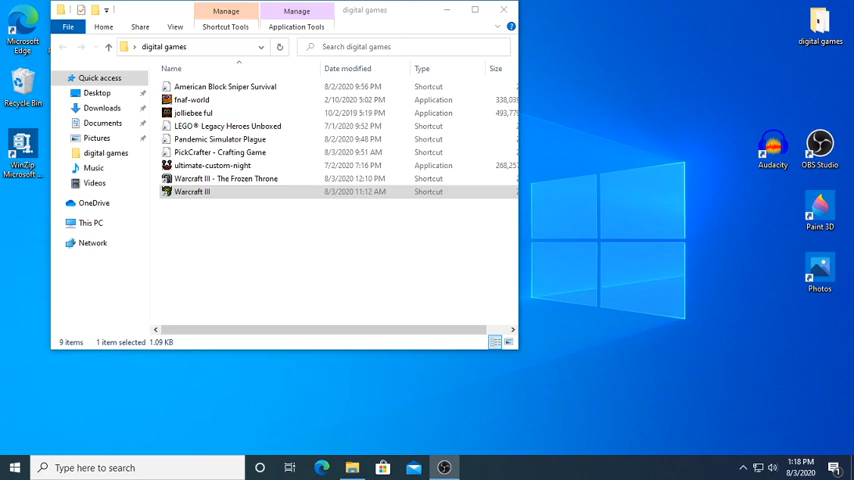 Manage Manage digital games
File Home Share View Shortcut Tools Application Tools
digital games Search digital games
Name Date modified Type Size
Quick access
Desktop
Downloads
Documents
Pictures
digital games
Music
Videos
OneDrive
This PC
Network
American Block Sniper Survival 8/2/2020 9:56 PM Shortcut
fnaf-world 2/10/2020 5:02 PM Application 338,039
jolliebee ful 10/2/2019 5:19 PM Application 493,779
LEGO® Legacy Heroes Unboxed 7/1/2020 9:52 PM Shortcut
Pandemic Simulator Plague 8/2/2020 9:48 PM Shortcut
PickCrafter - Crafting Game 8/3/2020 9:51 AM Shortcut
ultimate-custom-night 7/2/2020 7:16 PM Application 268,257
Warcraft III - The Frozen Throne 8/3/2020 12:10 PM Shortcut
Warcraft III 8/3/2020 11:12 AM Shortcut
9 items 1 item selected 1.09 KB
Microsoft
Edge
Recycle Bin
WinZip
Microsoft ...
digital games
Audacity
OBS Studio
Paint 3D
Photos
Type here to search
1:18 PM
8/3/2020
1